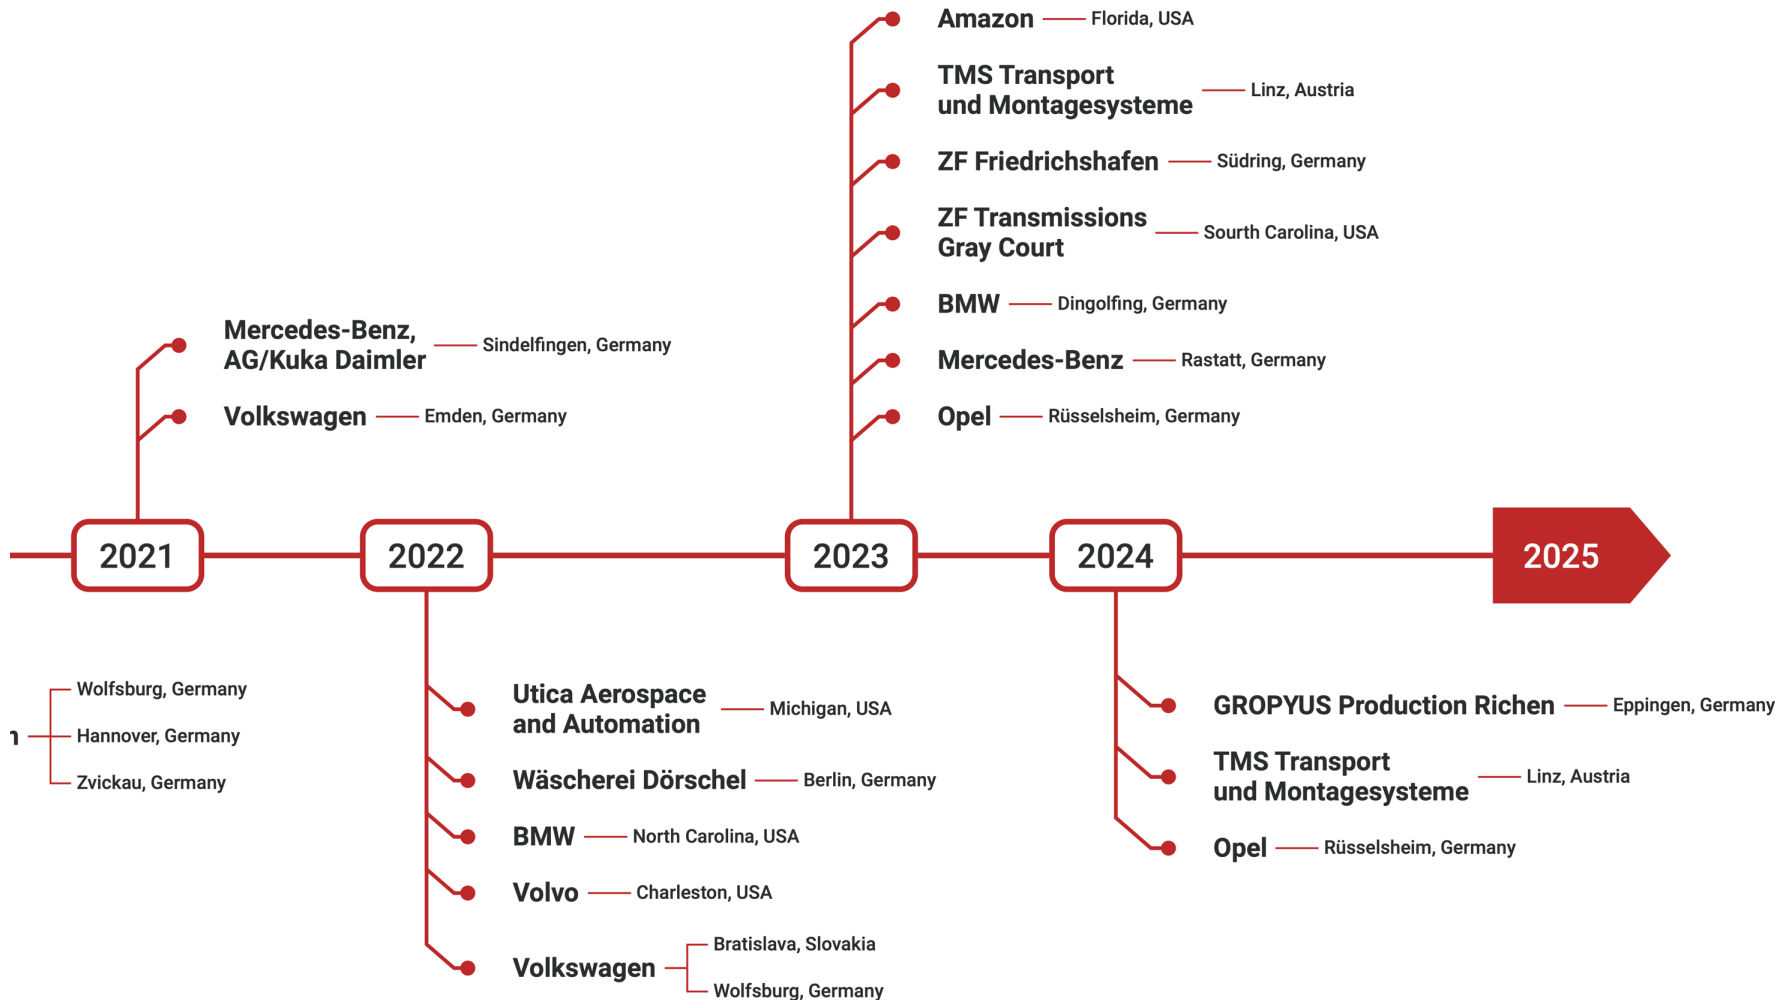 Amazon
Florida, USA
TMS Transport
und Montagesysteme
Linz, Austria
ZF Friedrichshafen
Südring, Germany
ZF Transmissions
Gray Court
Sourth Carolina, USA
BMW
Dingolfing, Germany
Mercedes-Benz
Rastatt, Germany
Opel
Rüsselsheim, Germany
Mercedes-Benz,
AG/Kuka Daimler
Sindelfingen, Germany
Volkswagen
Emden, Germany
2021
2022
2023
2024
2025
n
Wolfsburg, Germany
Hannover, Germany
Zvickau, Germany
Utica Aerospace
and Automation
Michigan, USA
Wäscherei Dörschel
Berlin, Germany
BMW
North Carolina, USA
Volvo
Charleston, USA
Volkswagen
Bratislava, Slovakia
Wolfsburg, Germany
GROPYUS Production Richen
Eppingen, Germany
TMS Transport
und Montagesysteme
Linz, Austria
Opel
Rüsselsheim, Germany